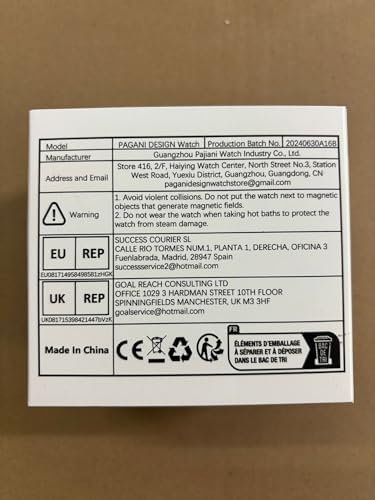 Model PAGANI DESIGN Watch Production Batch No. 20240630A16B
Manufacturer Guangzhou Pajiani Watch Industry Co., Ltd.
Address and Email
Store 416, 2/F, Haiying Watch Center, North Street No.3, Station
West Road, Yuexiu District, Guangzhou, Guangdong, CN
paganidesignwatchstore@gmail.com
Warning
1. Avoid violent collisions. Do not put the watch next to magnetic
objects that generate magnetic fields.
2. Do not wear the watch when taking hot baths to protect the
watch from steam damage.
EU REP
EU081714958498581zHGK
SUCCESS COURIER SL
CALLE RIO TORMES NUM.1, PLANTA 1, DERECHA, OFICINA 3
Fuenlabrada, Madrid, 28947 Spain
successservice2@hotmail.com
UK REP
UK081715398421447bVzK
GOAL REACH CONSULTING LTD
OFFICE 1029 3 HARDMAN STREET 10TH FLOOR
SPINNINGFIELDS MANCHESTER, UK M3 3HF
goalservice@hotmail.com
Made In China
CE
FR
ÉLÉMENTS D'EMBALLAGE
À SÉPARER ET À DÉPOSER
DANS LE BAC DE TRI
BAC
DE
TRI